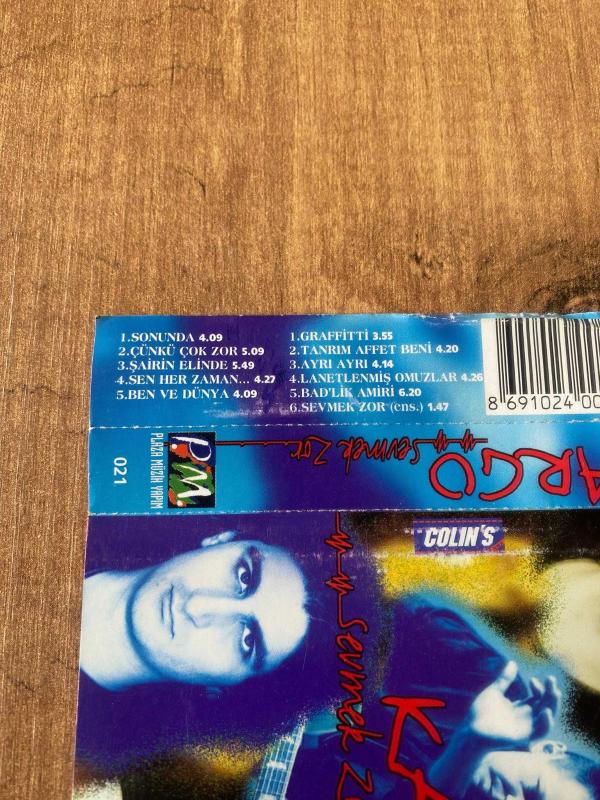 1.SONUNDA 4.09
2.ÇÜNKÜ ÇOK ZOR 5.09
3.ŞAİRİN ELİNDE 5.49
4.SEN HER ZAMAN... 4.27
5.BEN VE DÜNYA 4.09
1.GRAFFİTTİ 3.55
2.TANRIM AFFET BENİ 4.20
3.AYRI AYRI 4.14
4.LANETLENMİŞ OMUZLAR 4.26
5.BAD'LİK AMİRİ 6.20
6.SEVMEK ZOR (ens.) 1.47
8 691024 00
021
PLAZA MÜZİK YAPIM
P.M.
Sevmek Zor
ARGO
COLIN'S
Sevmek Z
KA